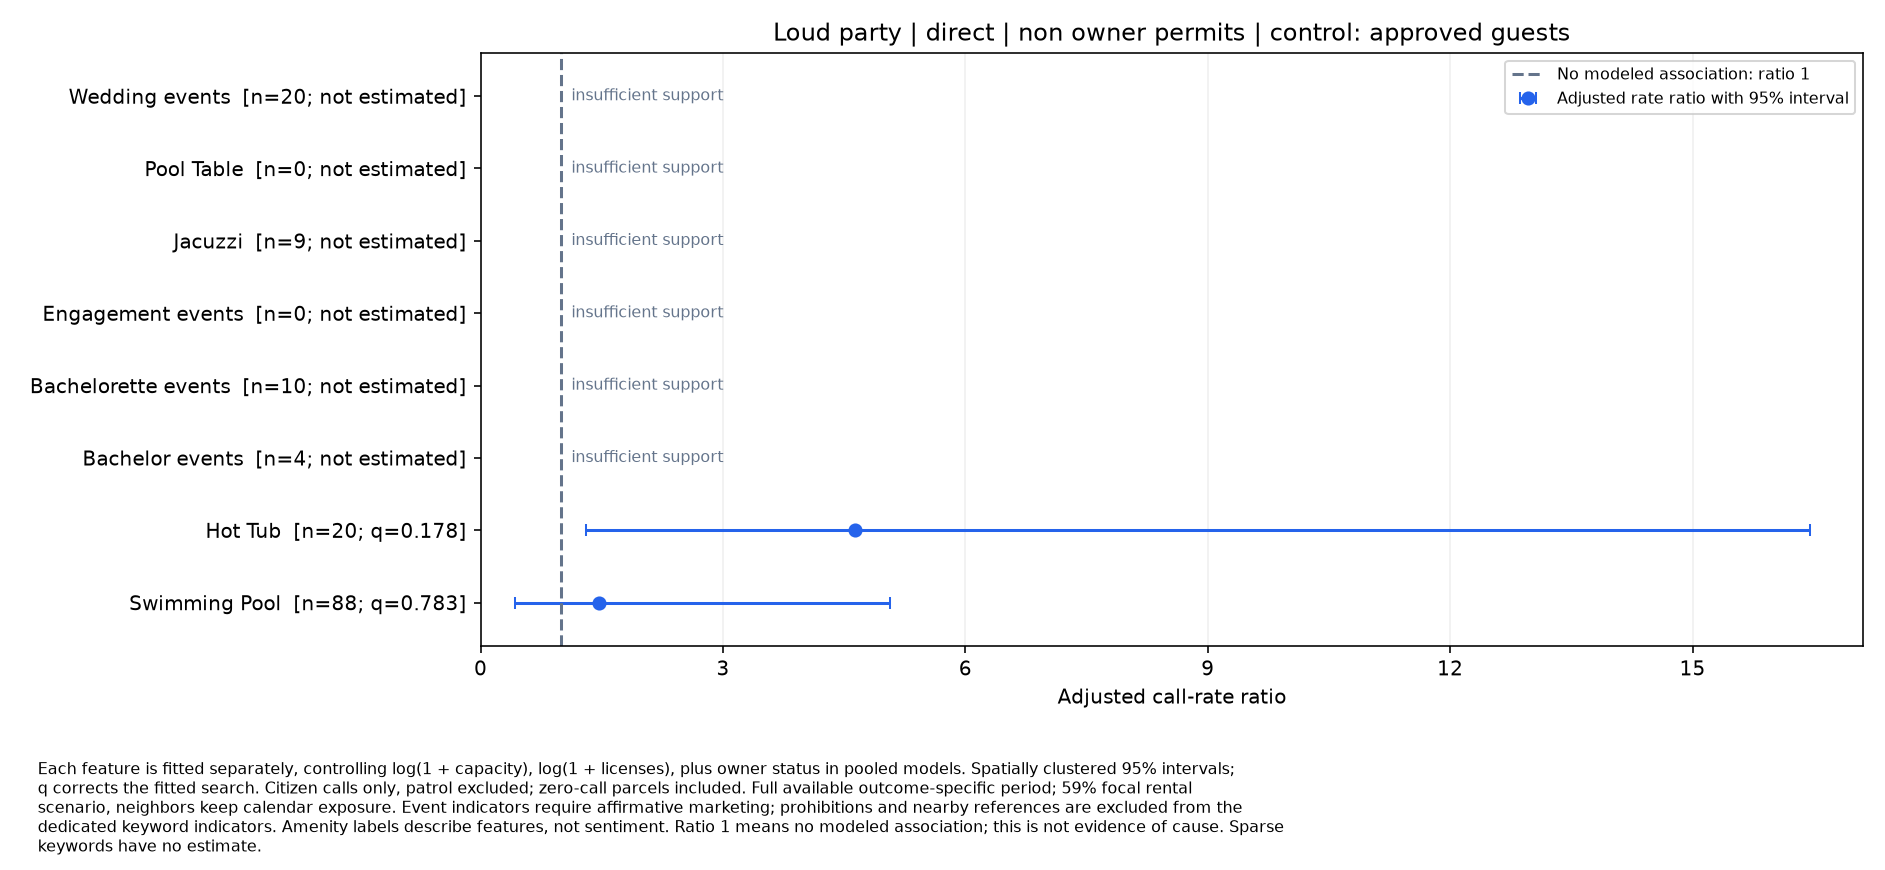 Loud party | direct | non owner permits | control: approved guests
No modeled association: ratio 1
Adjusted rate ratio with 95% interval
Wedding events [n=20; not estimated]
insufficient support
Pool Table [n=0; not estimated]
insufficient support
Jacuzzi [n=9; not estimated]
insufficient support
Engagement events [n=0; not estimated]
insufficient support
Bachelorette events [n=10; not estimated]
insufficient support
Bachelor events [n=4; not estimated]
insufficient support
Hot Tub [n=20; q=0.178]
Swimming Pool [n=88; q=0.783]
0 3 6 9 12 15
Adjusted call-rate ratio
Each feature is fitted separately, controlling log(1 + capacity), log(1 + licenses), plus owner status in pooled models. Spatially clustered 95% intervals;
q corrects the fitted search. Citizen calls only, patrol excluded; zero-call parcels included. Full available outcome-specific period; 59% focal rental
scenario, neighbors keep calendar exposure. Event indicators require affirmative marketing; prohibitions and nearby references are excluded from the
dedicated keyword indicators. Amenity labels describe features, not sentiment. Ratio 1 means no modeled association; this is not evidence of cause. Sparse
keywords have no estimate.